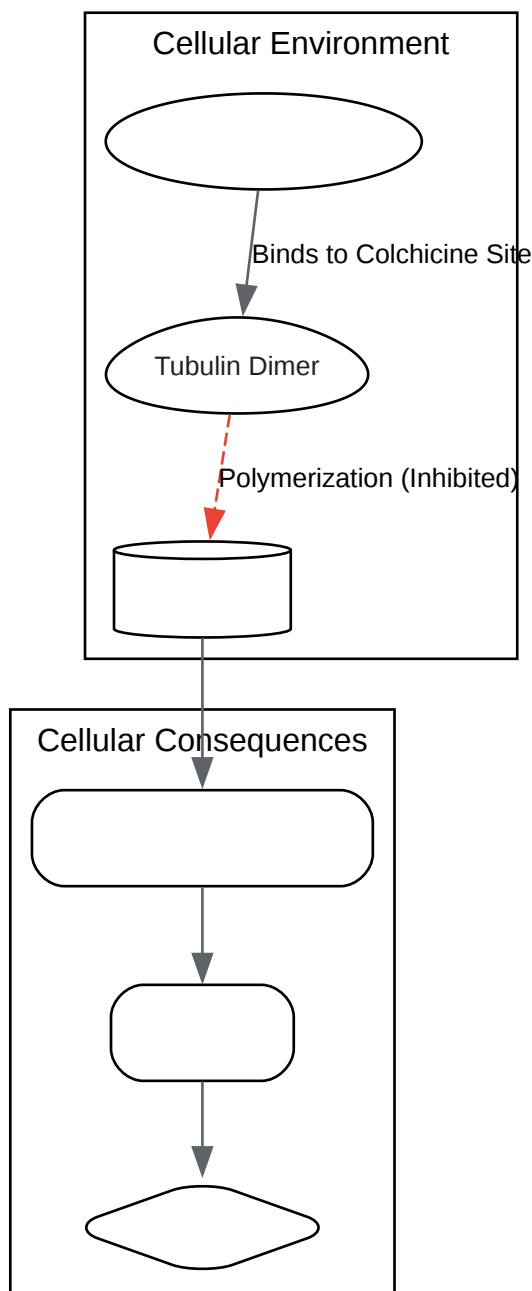 Cellular Environment
Binds to Colchicine Site
Tubulin Dimer
Polymerization (Inhibited)
Cellular Consequences